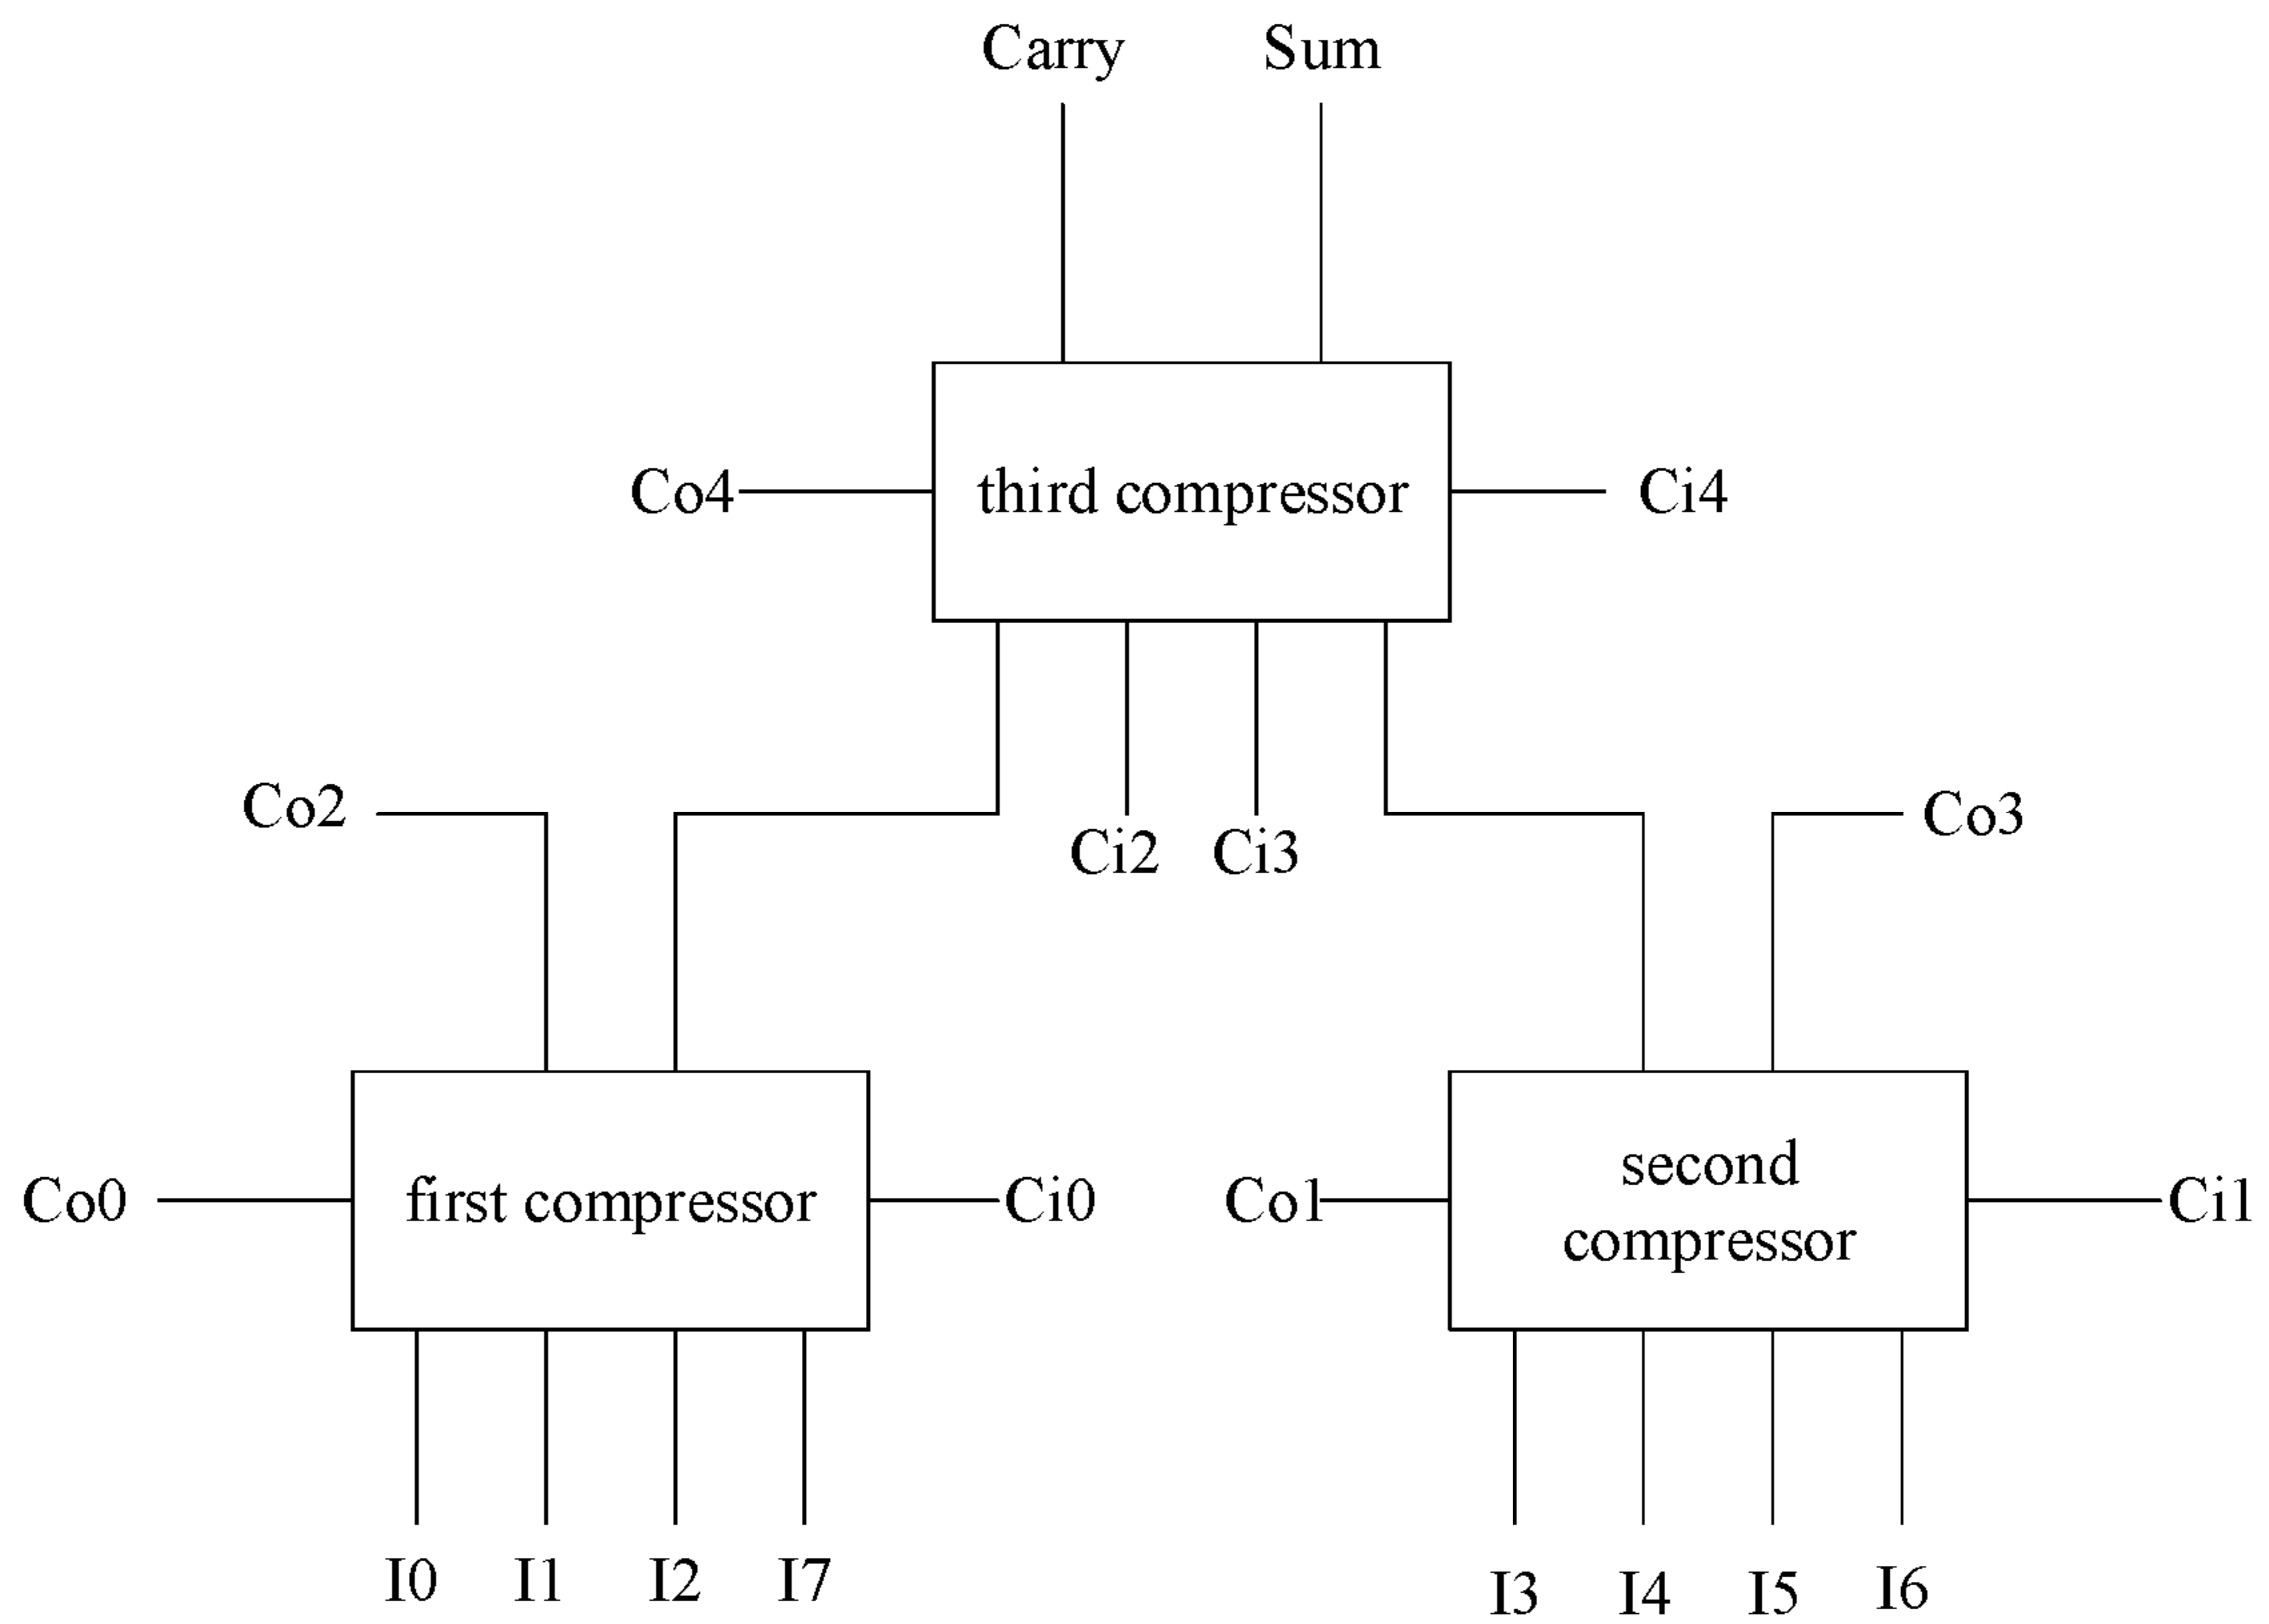 Carry Sum
Co4 third compressor Ci4
Co2 Ci2 Ci3 Co3
Co0 first compressor Ci0 Co1 second compressor Ci1
I0 I1 I2 I7 I3 I4 I5 I6